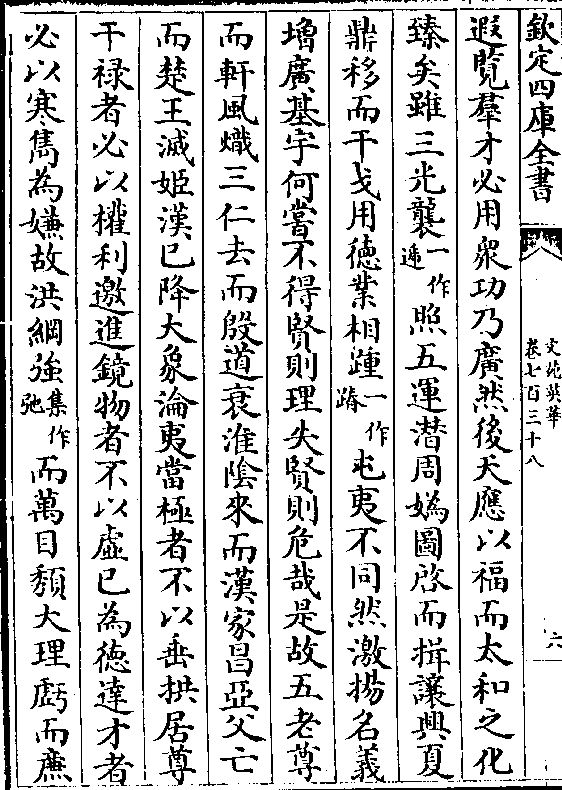 欽定四庫全書
文苑英華
卷七百三十八
六
遐覽羣才必用衆功乃廣然後天應以福而太和之化
臻矣雖三光襲一作遞照五運潛周媯圖啓而揖讓興夏
鼎移而干戈用德業相踵一作踳屯夷不同然激揚名義
增廣基宇何嘗不得賢則理失賢則危哉是故五老尊
而軒風熾三仁去而殷道衰淮陰來而漢家昌亞父亡
而楚王滅姬漢已降大象淪夷當極者不以垂拱居尊
干祿者必以權利邀進鏡物者不以虛已為德達才者
必以寒雋為嫌故洪綱強集作弛而萬目頽大理虧而庶